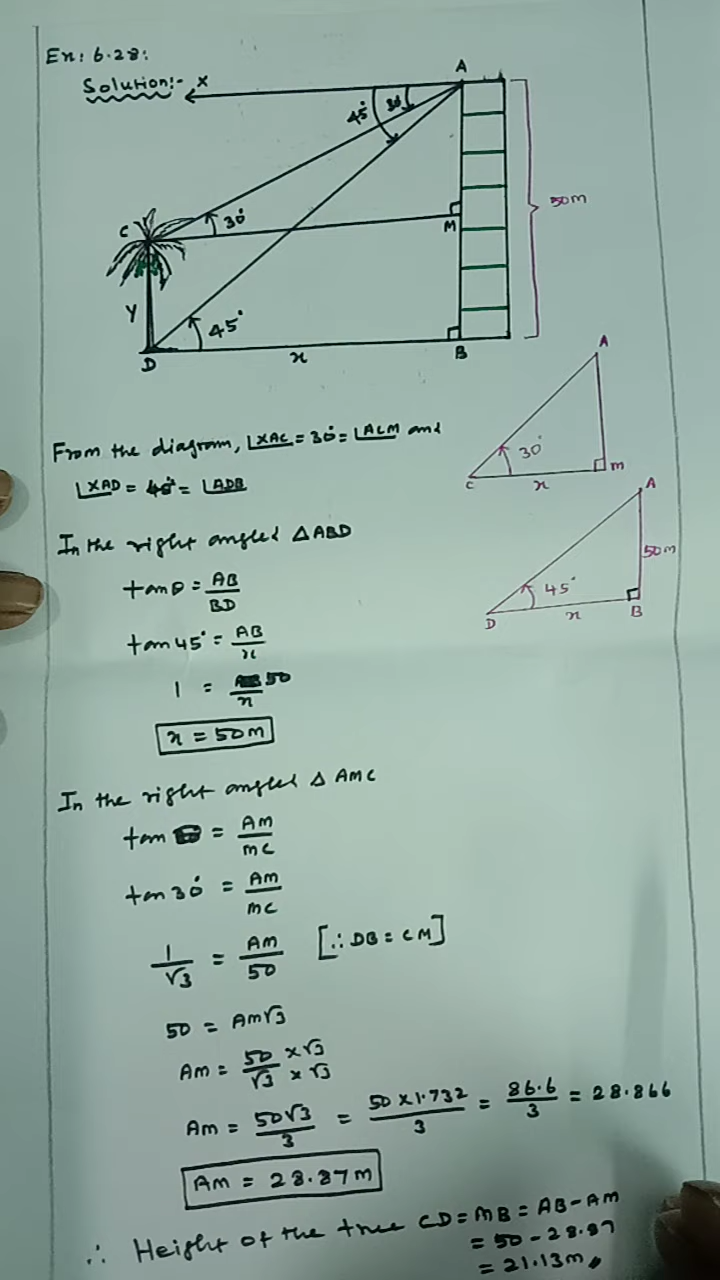 Ex: 6.28:
Solution:-
X
A
45°
30°
C
30°
M
50m
Y
45°
D
x
B
A
30°
C
x
m
A
50m
45°
D
x
B
From the diagram, ∠XAC = 30° = ∠ACM and
∠XAD = 45° = ∠ADB
In the right angled △ABD
tan θ = AB/BD
tan 45° = AB/x
1 = 50/x
x = 50m
In the right angled △ AMC
tan θ = AM/MC
tan 30° = AM/MC
1/√3 = AM/50 [∵ DB = CM]
50 = AM√3
AM = 50/√3 × √3/√3
AM = 50√3/3 = 50 × 1.732/3 = 86.6/3 = 28.866
AM = 28.87m
∴ Height of the tree CD = MB = AB - AM
= 50 - 28.87
= 21.13m